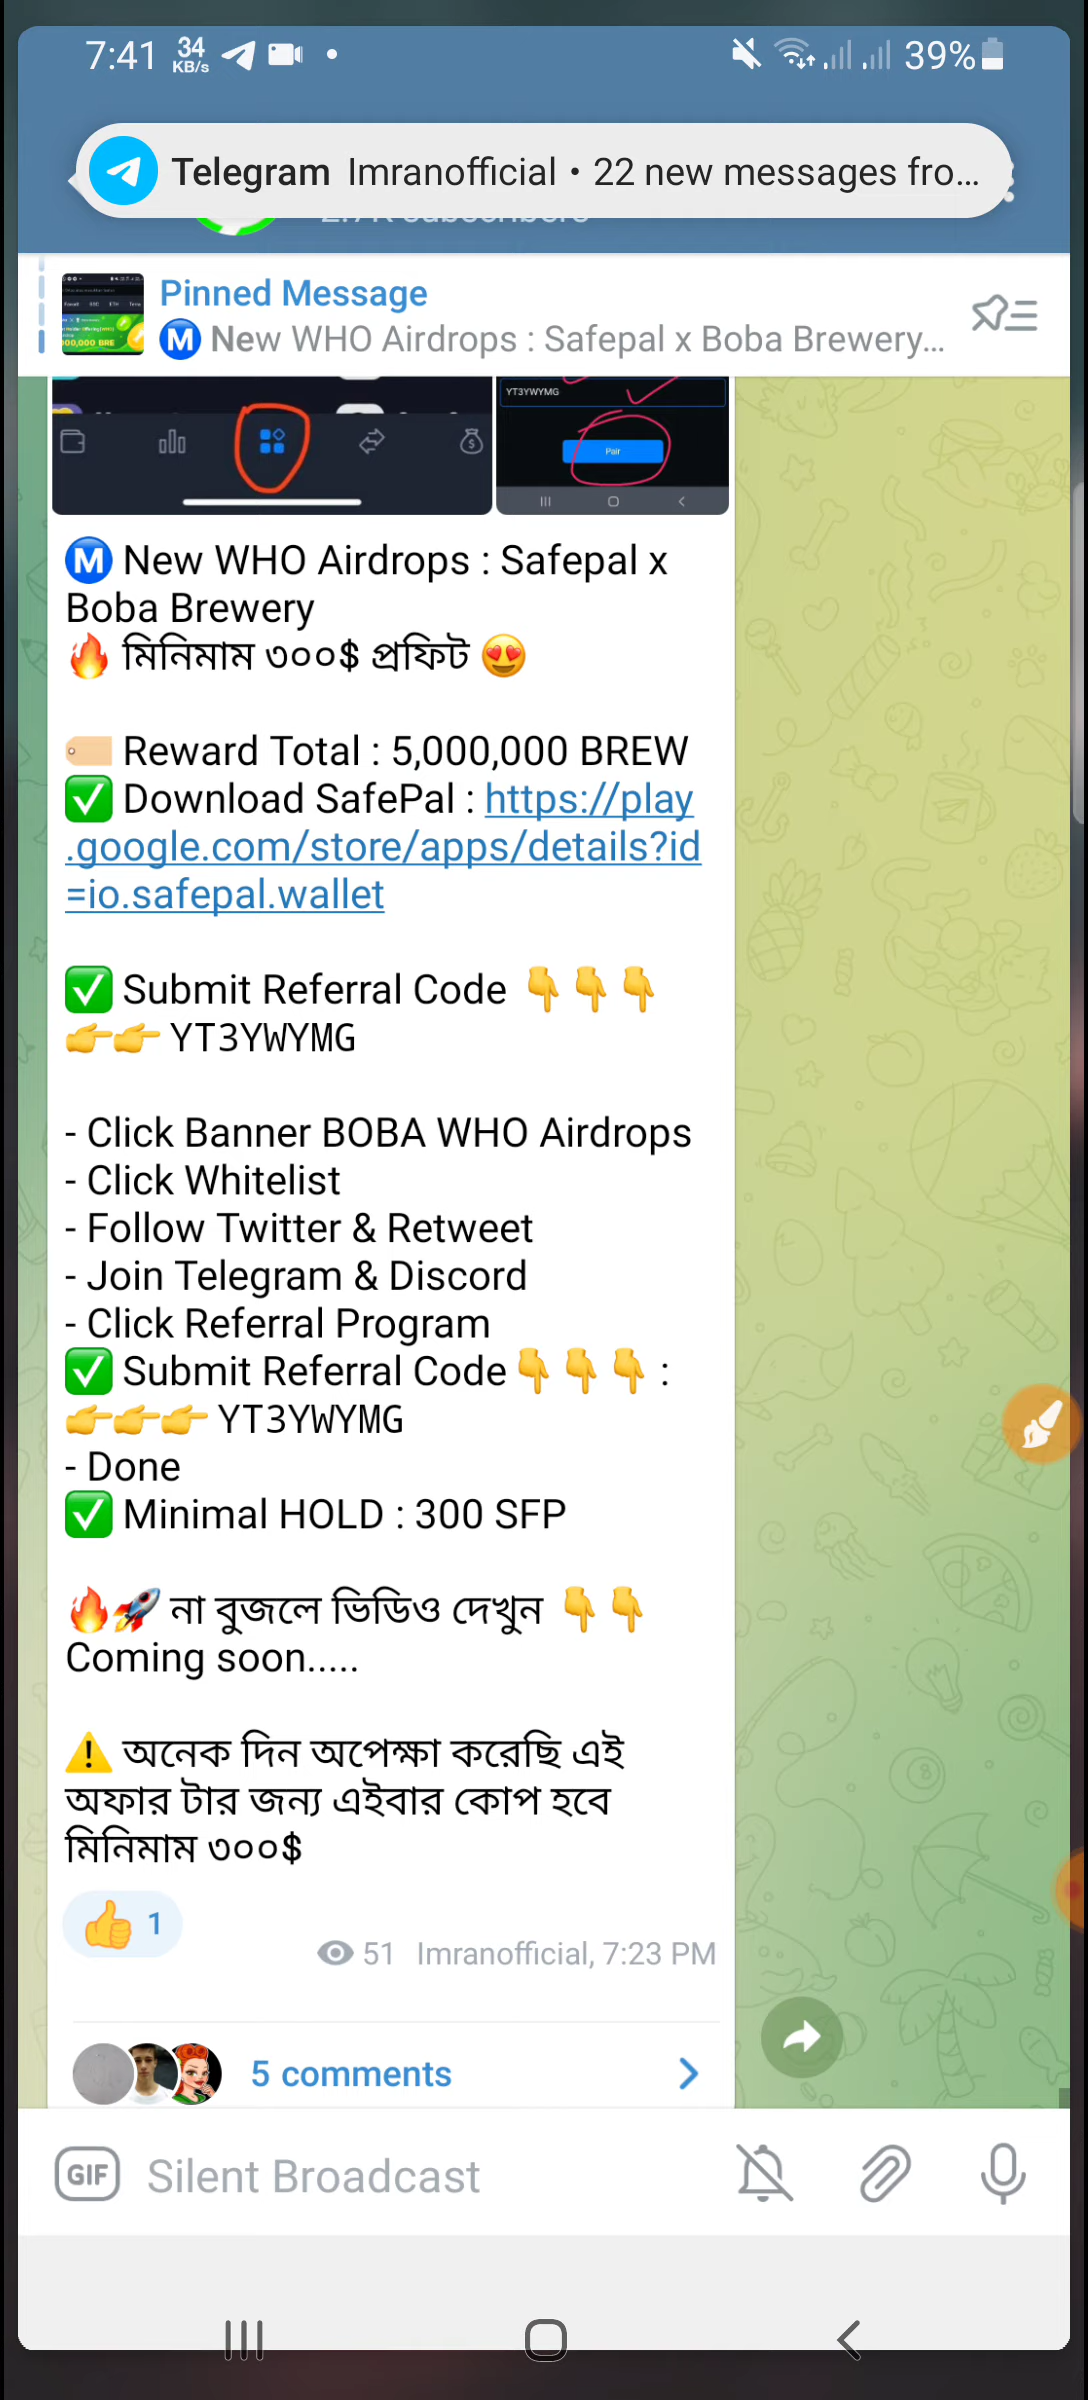 7:41 34 KB/s 39%
Telegram Imranofficial • 22 new messages fro...
Pinned Message
M New WHO Airdrops : Safepal x Boba Brewery...
YT3YWYMG
Pair
M New WHO Airdrops : Safepal x
Boba Brewery
🔥 মিনিমাম ৩০০$ প্রফিট 😍
🏷️ Reward Total : 5,000,000 BREW
✅ Download SafePal : https://play
.google.com/store/apps/details?id
=io.safepal.wallet
✅ Submit Referral Code 👇👇👇
👉👉 YT3YWYMG
- Click Banner BOBA WHO Airdrops
- Click Whitelist
- Follow Twitter & Retweet
- Join Telegram & Discord
- Click Referral Program
✅ Submit Referral Code👇👇👇 :
👉👉👉 YT3YWYMG
- Done
✅ Minimal HOLD : 300 SFP
🔥🚀 না বুজলে ভিডিও দেখুন 👇👇
Coming soon.....
⚠️ অনেক দিন অপেক্ষা করেছি এই
অফার টার জন্য এইবার কোপ হবে
মিনিমাম ৩০০$
👍 1
51 Imranofficial, 7:23 PM
5 comments
GIF Silent Broadcast